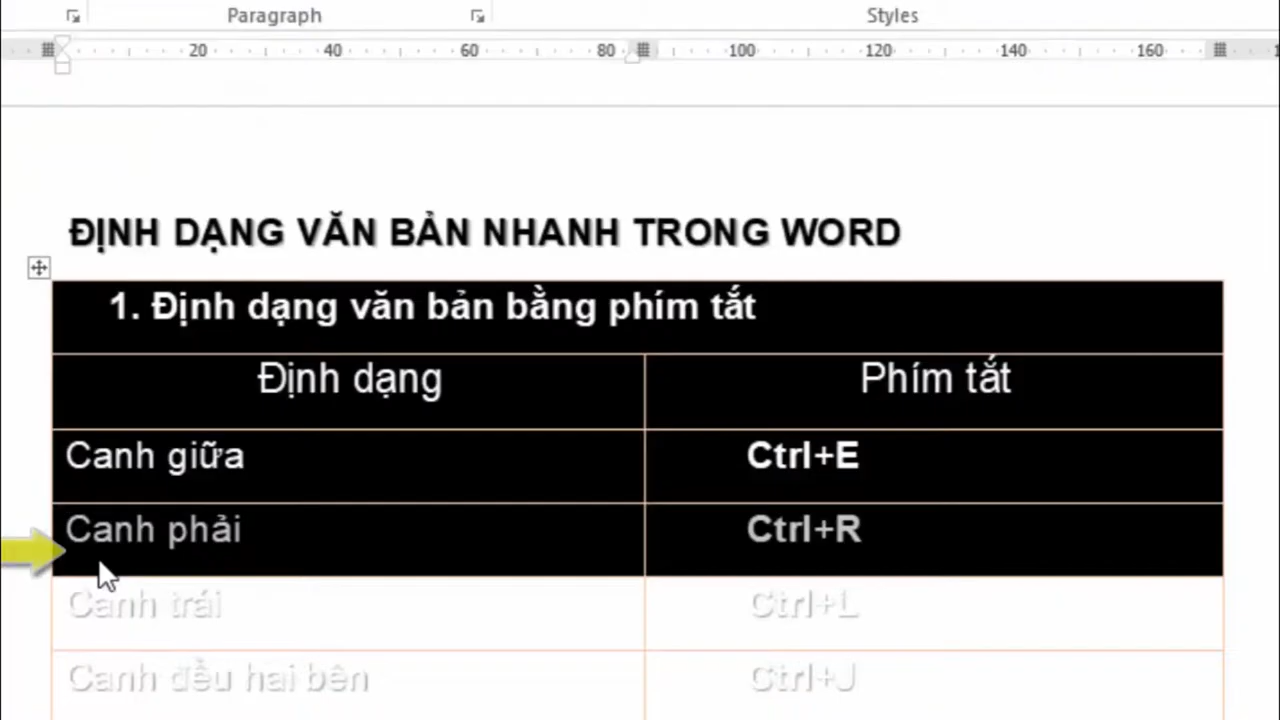 Paragraph Styles
20 40 60 80 100 120 140 160
ĐỊNH DẠNG VĂN BẢN NHANH TRONG WORD
1. Định dạng văn bản bằng phím tắt
Định dạng Phím tắt
Canh giữa Ctrl+E
Canh phải Ctrl+R
Canh trái Ctrl+L
Canh đều hai bên Ctrl+J